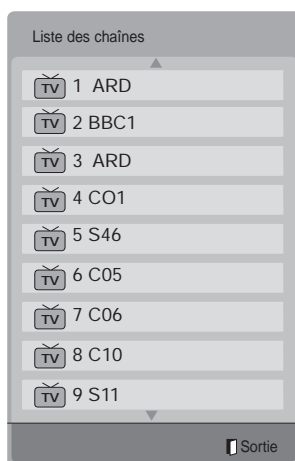 Liste des chaînes
TV 1 ARD
TV 2 BBC1
TV 3 ARD
TV 4 CO1
TV 5 S46
TV 6 C05
TV 7 C06
TV 8 C10
TV 9 S11
Sortie